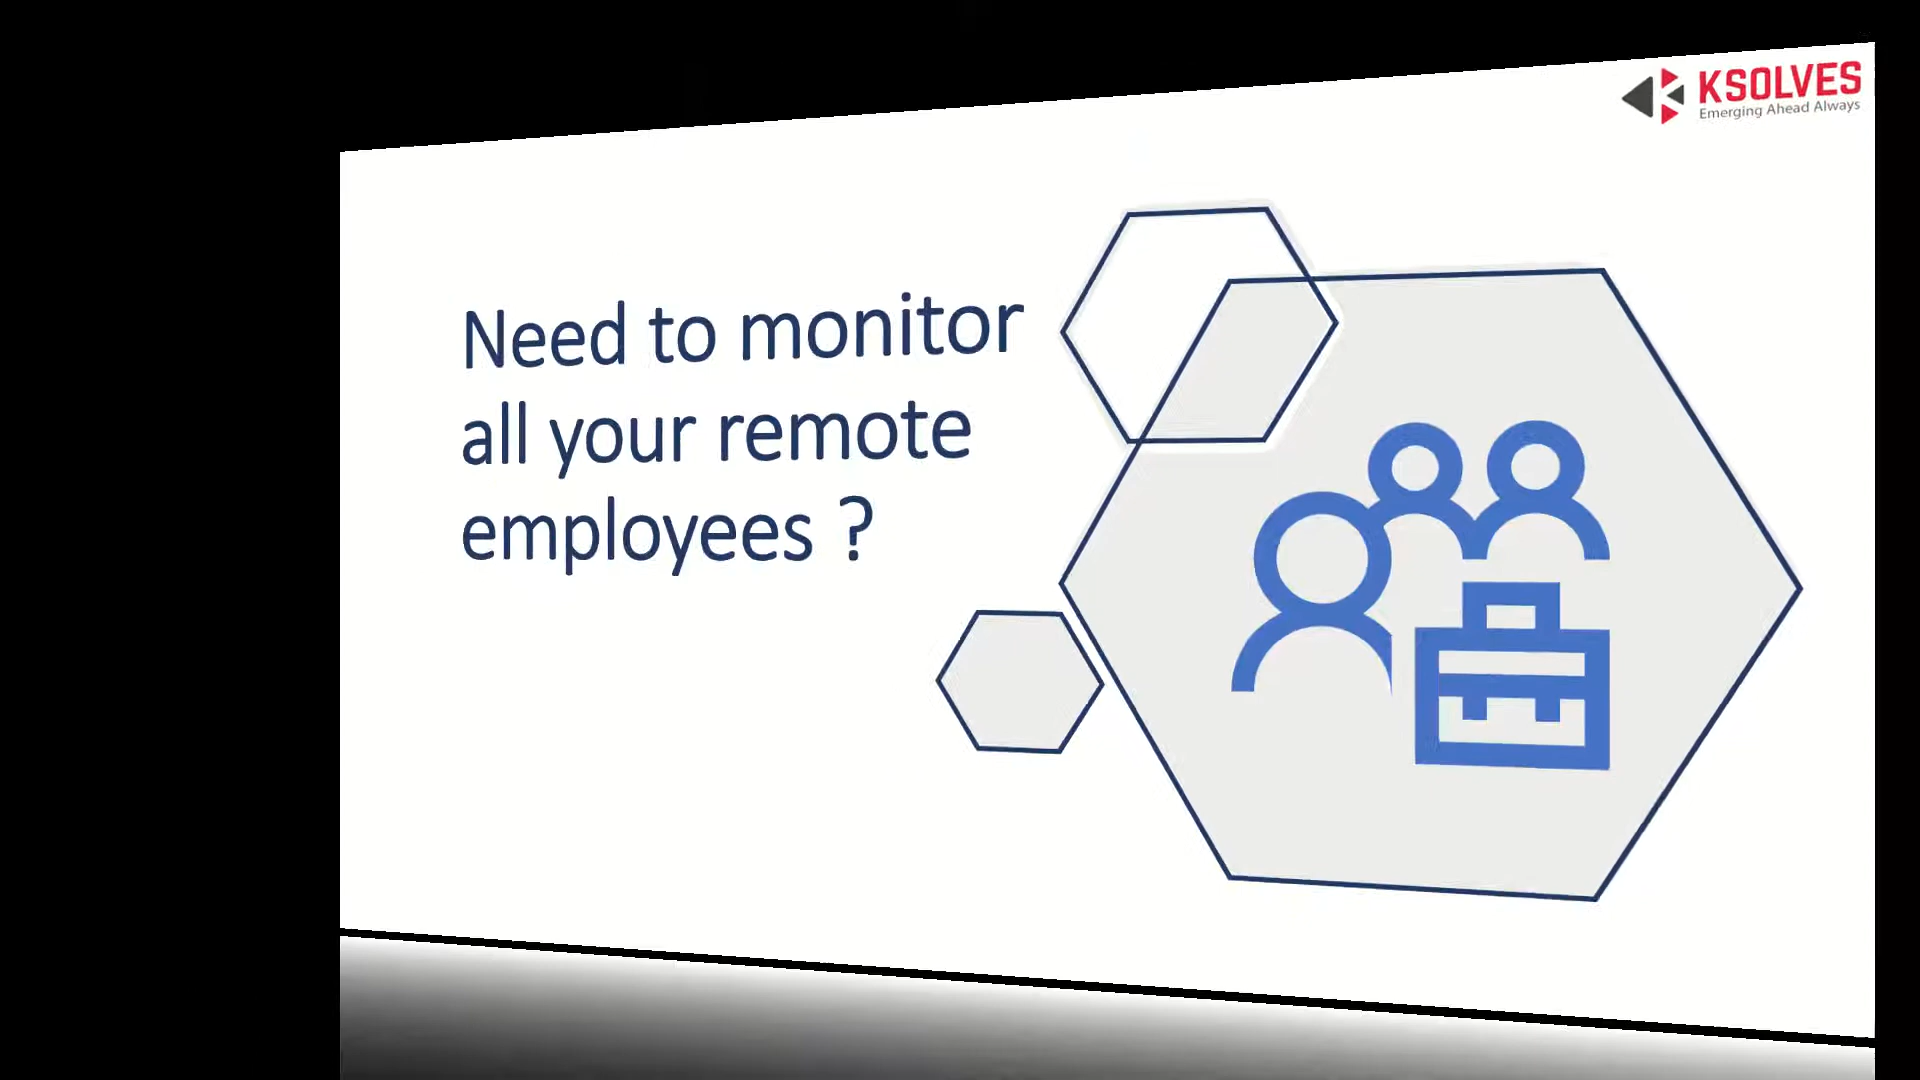 KSOLVES
Emerging Ahead Always
Need to monitor
all your remote
employees ?